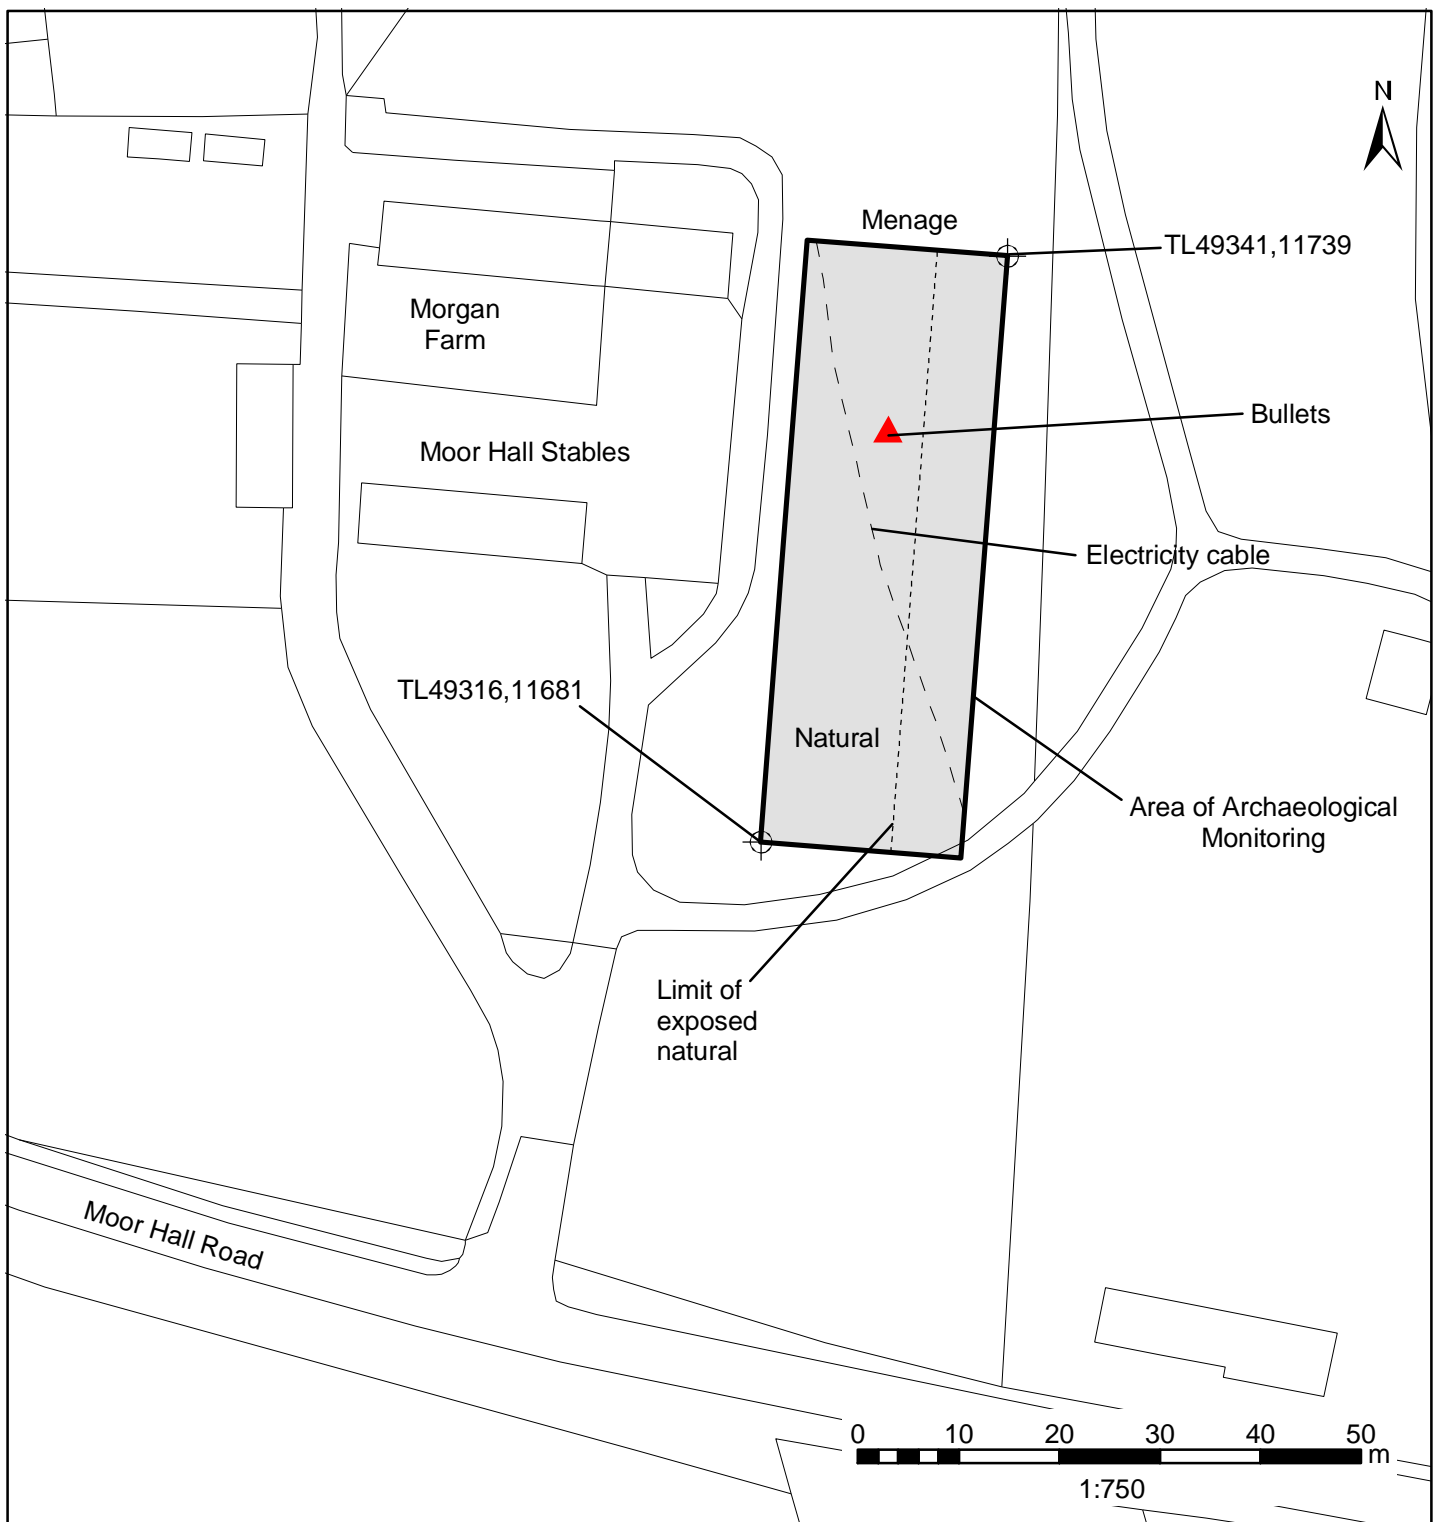 N
Menage
TL49341,11739
Morgan
Farm
Bullets
Moor Hall Stables
Electricity cable
TL49316,11681
Natural
Area of Archaeological
Monitoring
Limit of
exposed
natural
Moor Hall Road
0 10 20 30 40 50
m
1:750